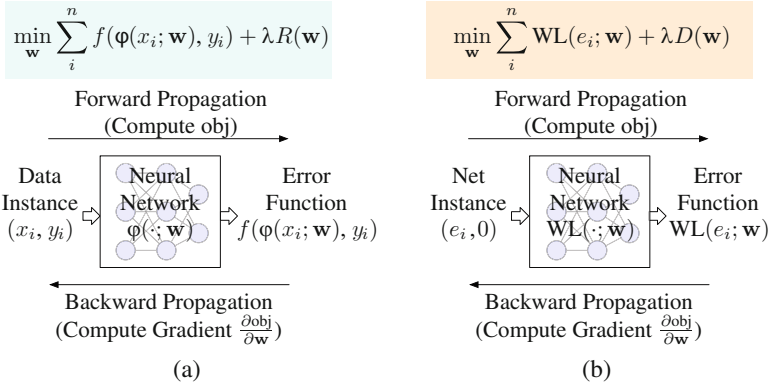 min_w ∑_i^n f(φ(x_i; w), y_i) + λR(w)
Forward Propagation
(Compute obj)
Data
Instance
(x_i, y_i)
Neural
Network
φ(·; w)
Error
Function
f(φ(x_i; w), y_i)
Backward Propagation
(Compute Gradient ∂obj/∂w)
(a)
min_w ∑_i^n WL(e_i; w) + λD(w)
Forward Propagation
(Compute obj)
Net
Instance
(e_i, 0)
Neural
Network
WL(·; w)
Error
Function
WL(e_i; w)
Backward Propagation
(Compute Gradient ∂obj/∂w)
(b)